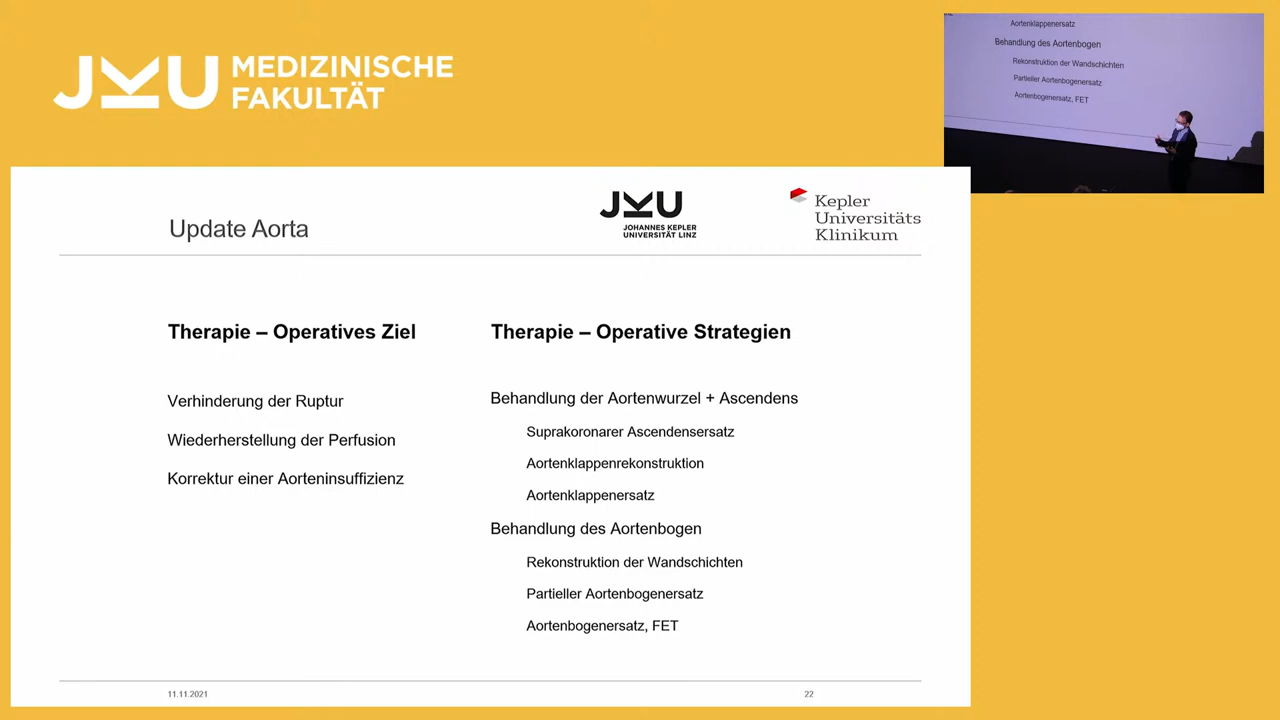 JKU MEDIZINISCHE
FAKULTÄT
Aortenklappenersatz
Behandlung des Aortenbogen
Rekonstruktion der Wandschichten
Partieller Aortenbogenersatz
Aortenbogenersatz, FET
Update Aorta
JKU
JOHANNES KEPLER
UNIVERSITÄT LINZ
Kepler
Universitäts
Klinikum
Therapie – Operatives Ziel
Verhinderung der Ruptur
Wiederherstellung der Perfusion
Korrektur einer Aorteninsuffizienz
Therapie – Operative Strategien
Behandlung der Aortenwurzel + Ascendens
Suprakoronarer Ascendensersatz
Aortenklappenrekonstruktion
Aortenklappenersatz
Behandlung des Aortenbogen
Rekonstruktion der Wandschichten
Partieller Aortenbogenersatz
Aortenbogenersatz, FET
11.11.2021
22